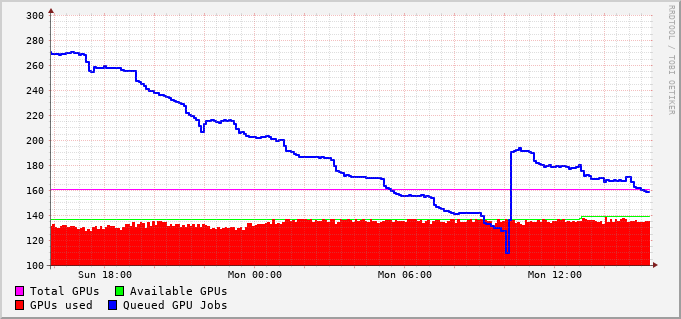 300
280
260
240
220
200
180
160
140
120
100
Sun 18:00 Mon 00:00 Mon 06:00 Mon 12:00
Total GPUs Available GPUs
GPUs used Queued GPU Jobs
RRDTOOL / TOBI OETIKER